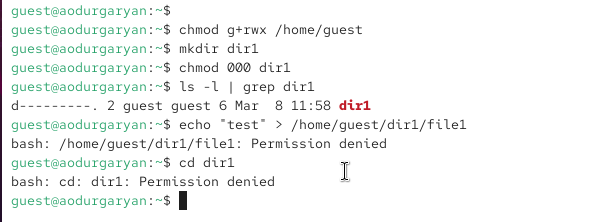 guest@aodurgaryan:~$
guest@aodurgaryan:~$ chmod g+rwx /home/guest
guest@aodurgaryan:~$ mkdir dir1
guest@aodurgaryan:~$ chmod 000 dir1
guest@aodurgaryan:~$ ls -l | grep dir1
d---------. 2 guest guest 6 Mar  8 11:58 dir1
guest@aodurgaryan:~$ echo "test" > /home/guest/dir1/file1
bash: /home/guest/dir1/file1: Permission denied
guest@aodurgaryan:~$ cd dir1
bash: cd: dir1: Permission denied
guest@aodurgaryan:~$